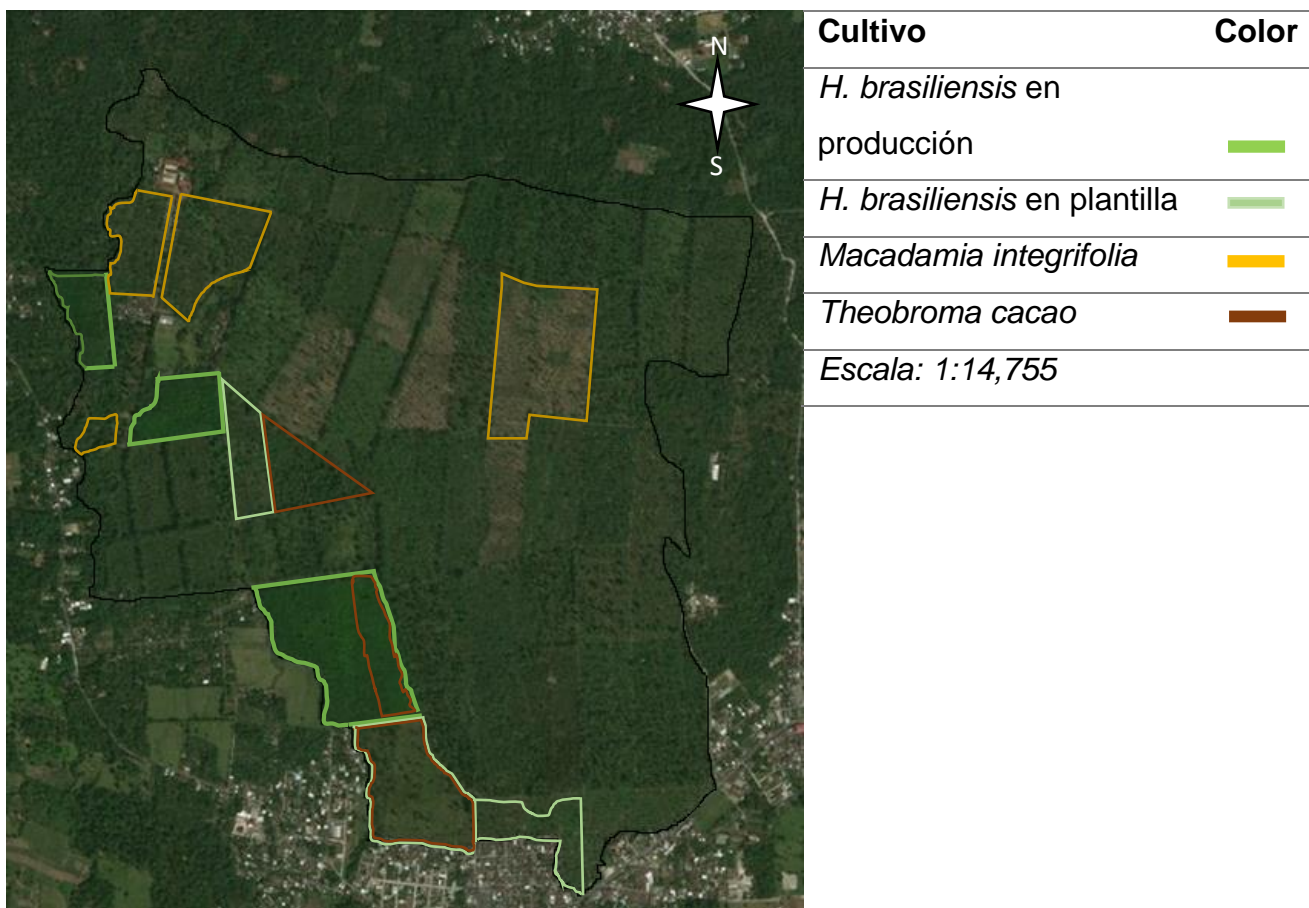 N
S
Cultivo Color
H. brasiliensis en
producción
H. brasiliensis en plantilla
Macadamia integrifolia
Theobroma cacao
Escala: 1:14,755